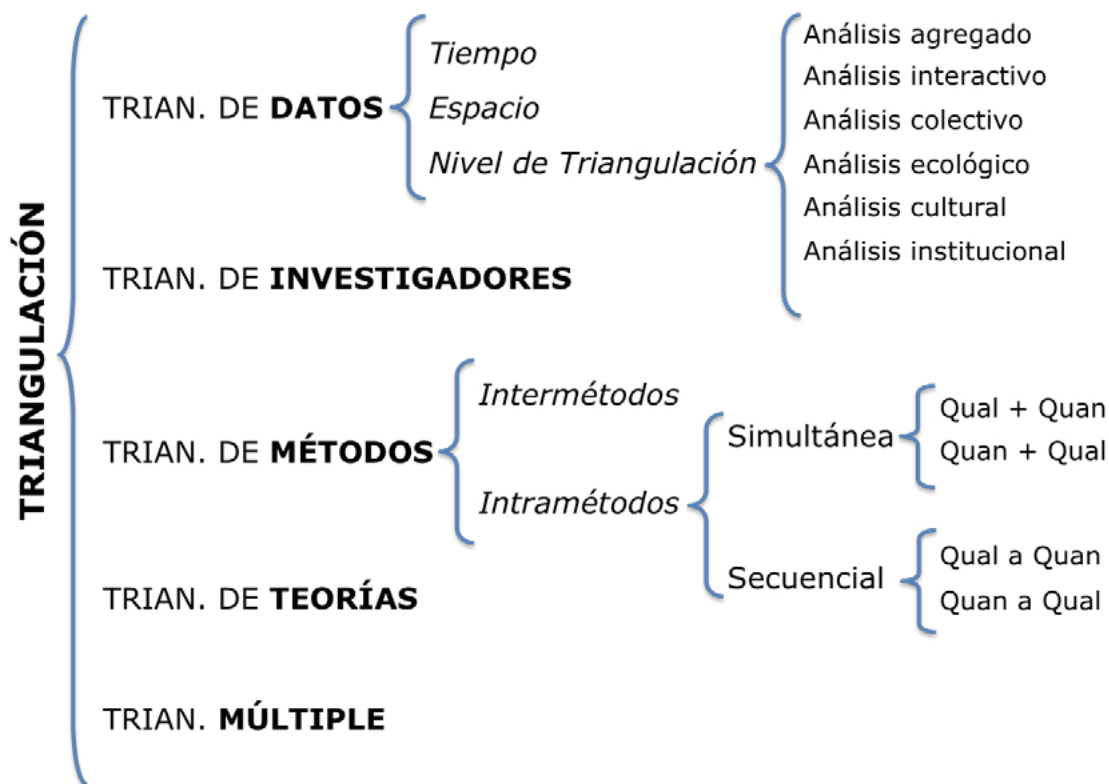 TRIANGULACIÓN
TRIAN. DE DATOS
Tiempo
Espacio
Nivel de Triangulación
Análisis agregado
Análisis interactivo
Análisis colectivo
Análisis ecológico
Análisis cultural
Análisis institucional
TRIAN. DE INVESTIGADORES
TRIAN. DE MÉTODOS
Intermétodos
Intramétodos
Simultánea
Qual + Quan
Quan + Qual
Secuencial
Qual a Quan
Quan a Qual
TRIAN. DE TEORÍAS
TRIAN. MÚLTIPLE